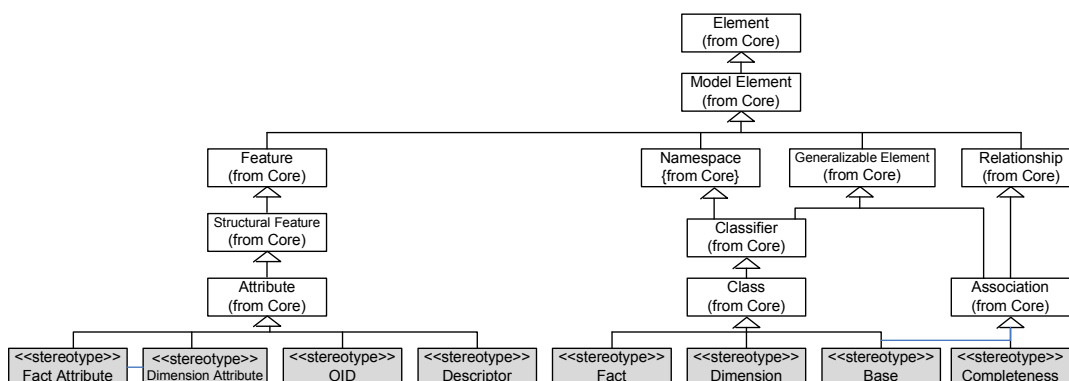 Element
(from Core)
Model Element
(from Core)
Feature
(from Core)
Namespace
{from Core}
Generalizable Element
(from Core)
Relationship
(from Core)
Structural Feature
(from Core)
Classifier
(from Core)
Attribute
(from Core)
Class
(from Core)
Association
(from Core)
<<stereotype>>
Fact Attribute
<<stereotype>>
Dimension Attribute
<<stereotype>>
OID
<<stereotype>>
Descriptor
<<stereotype>>
Fact
<<stereotype>>
Dimension
<<stereotype>>
Base
<<stereotype>>
Completeness